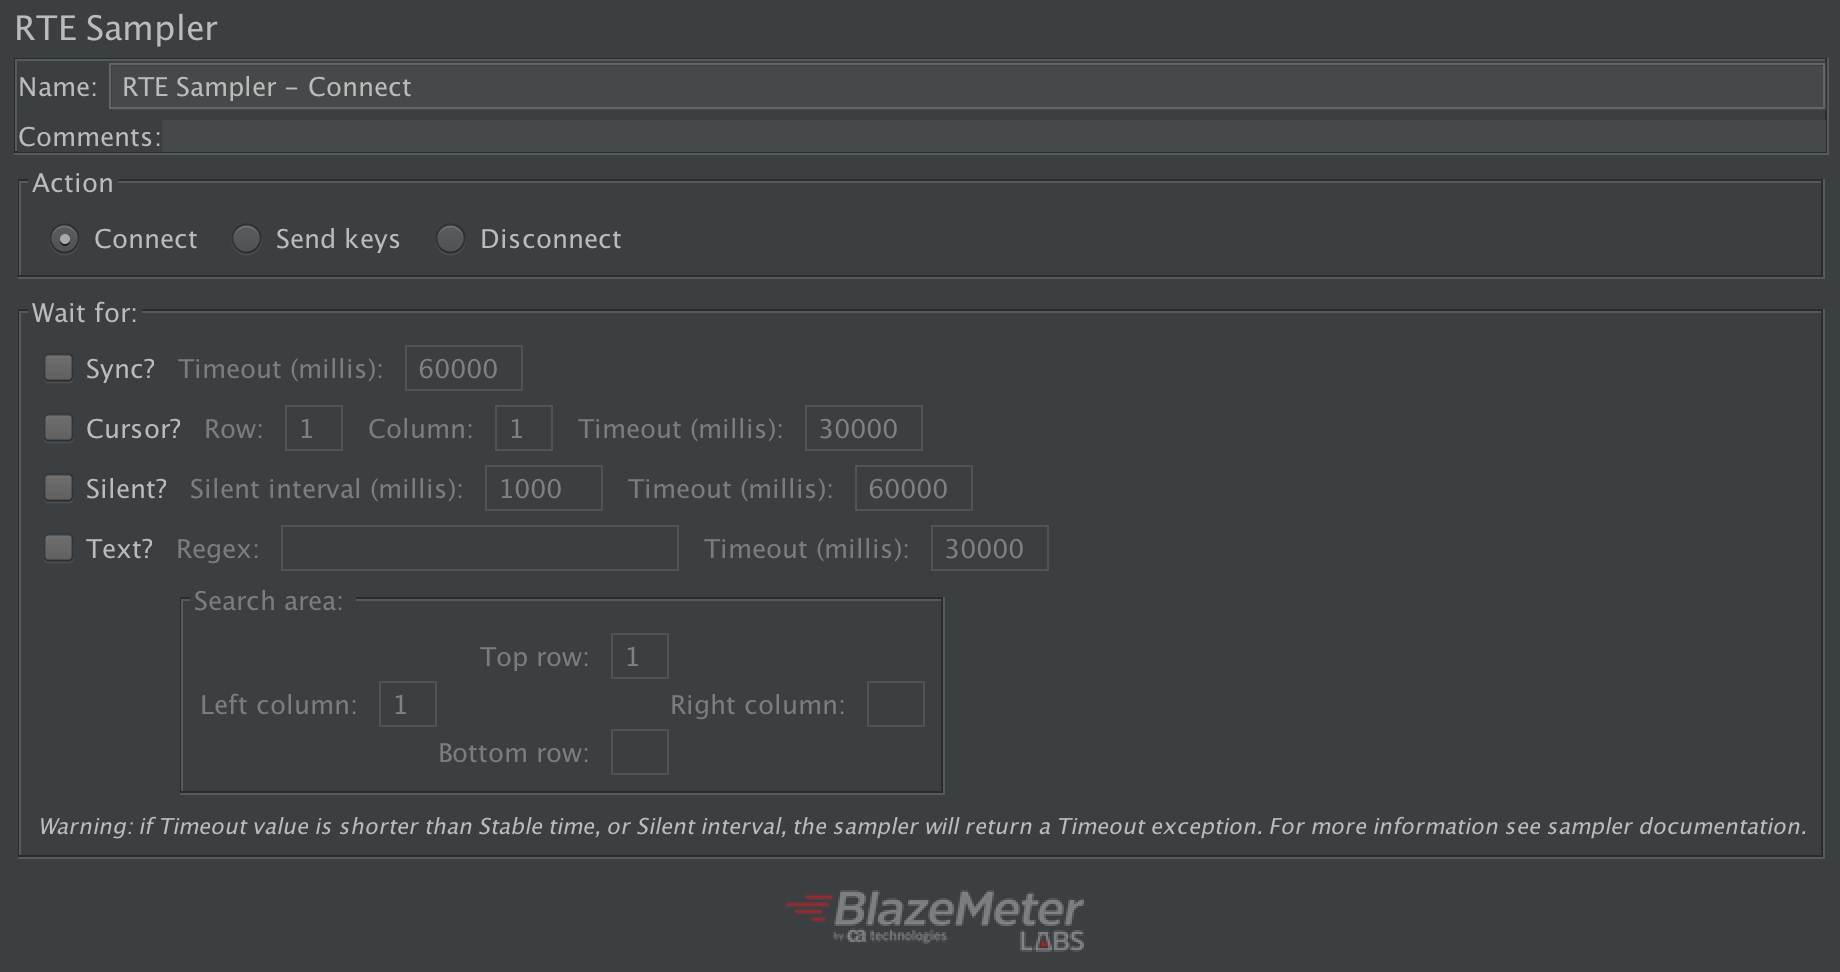 RTE Sampler
Name: RTE Sampler – Connect
Comments:
Action
Connect Send keys Disconnect
Wait for:
Sync? Timeout (millis): 60000
Cursor? Row: 1 Column: 1 Timeout (millis): 30000
Silent? Silent interval (millis): 1000 Timeout (millis): 60000
Text? Regex: Timeout (millis): 30000
Search area:
Top row: 1
Left column: 1 Right column:
Bottom row:
Warning: if Timeout value is shorter than Stable time, or Silent interval, the sampler will return a Timeout exception. For more information see sampler documentation.
BlazeMeter
by ca technologies
LABS